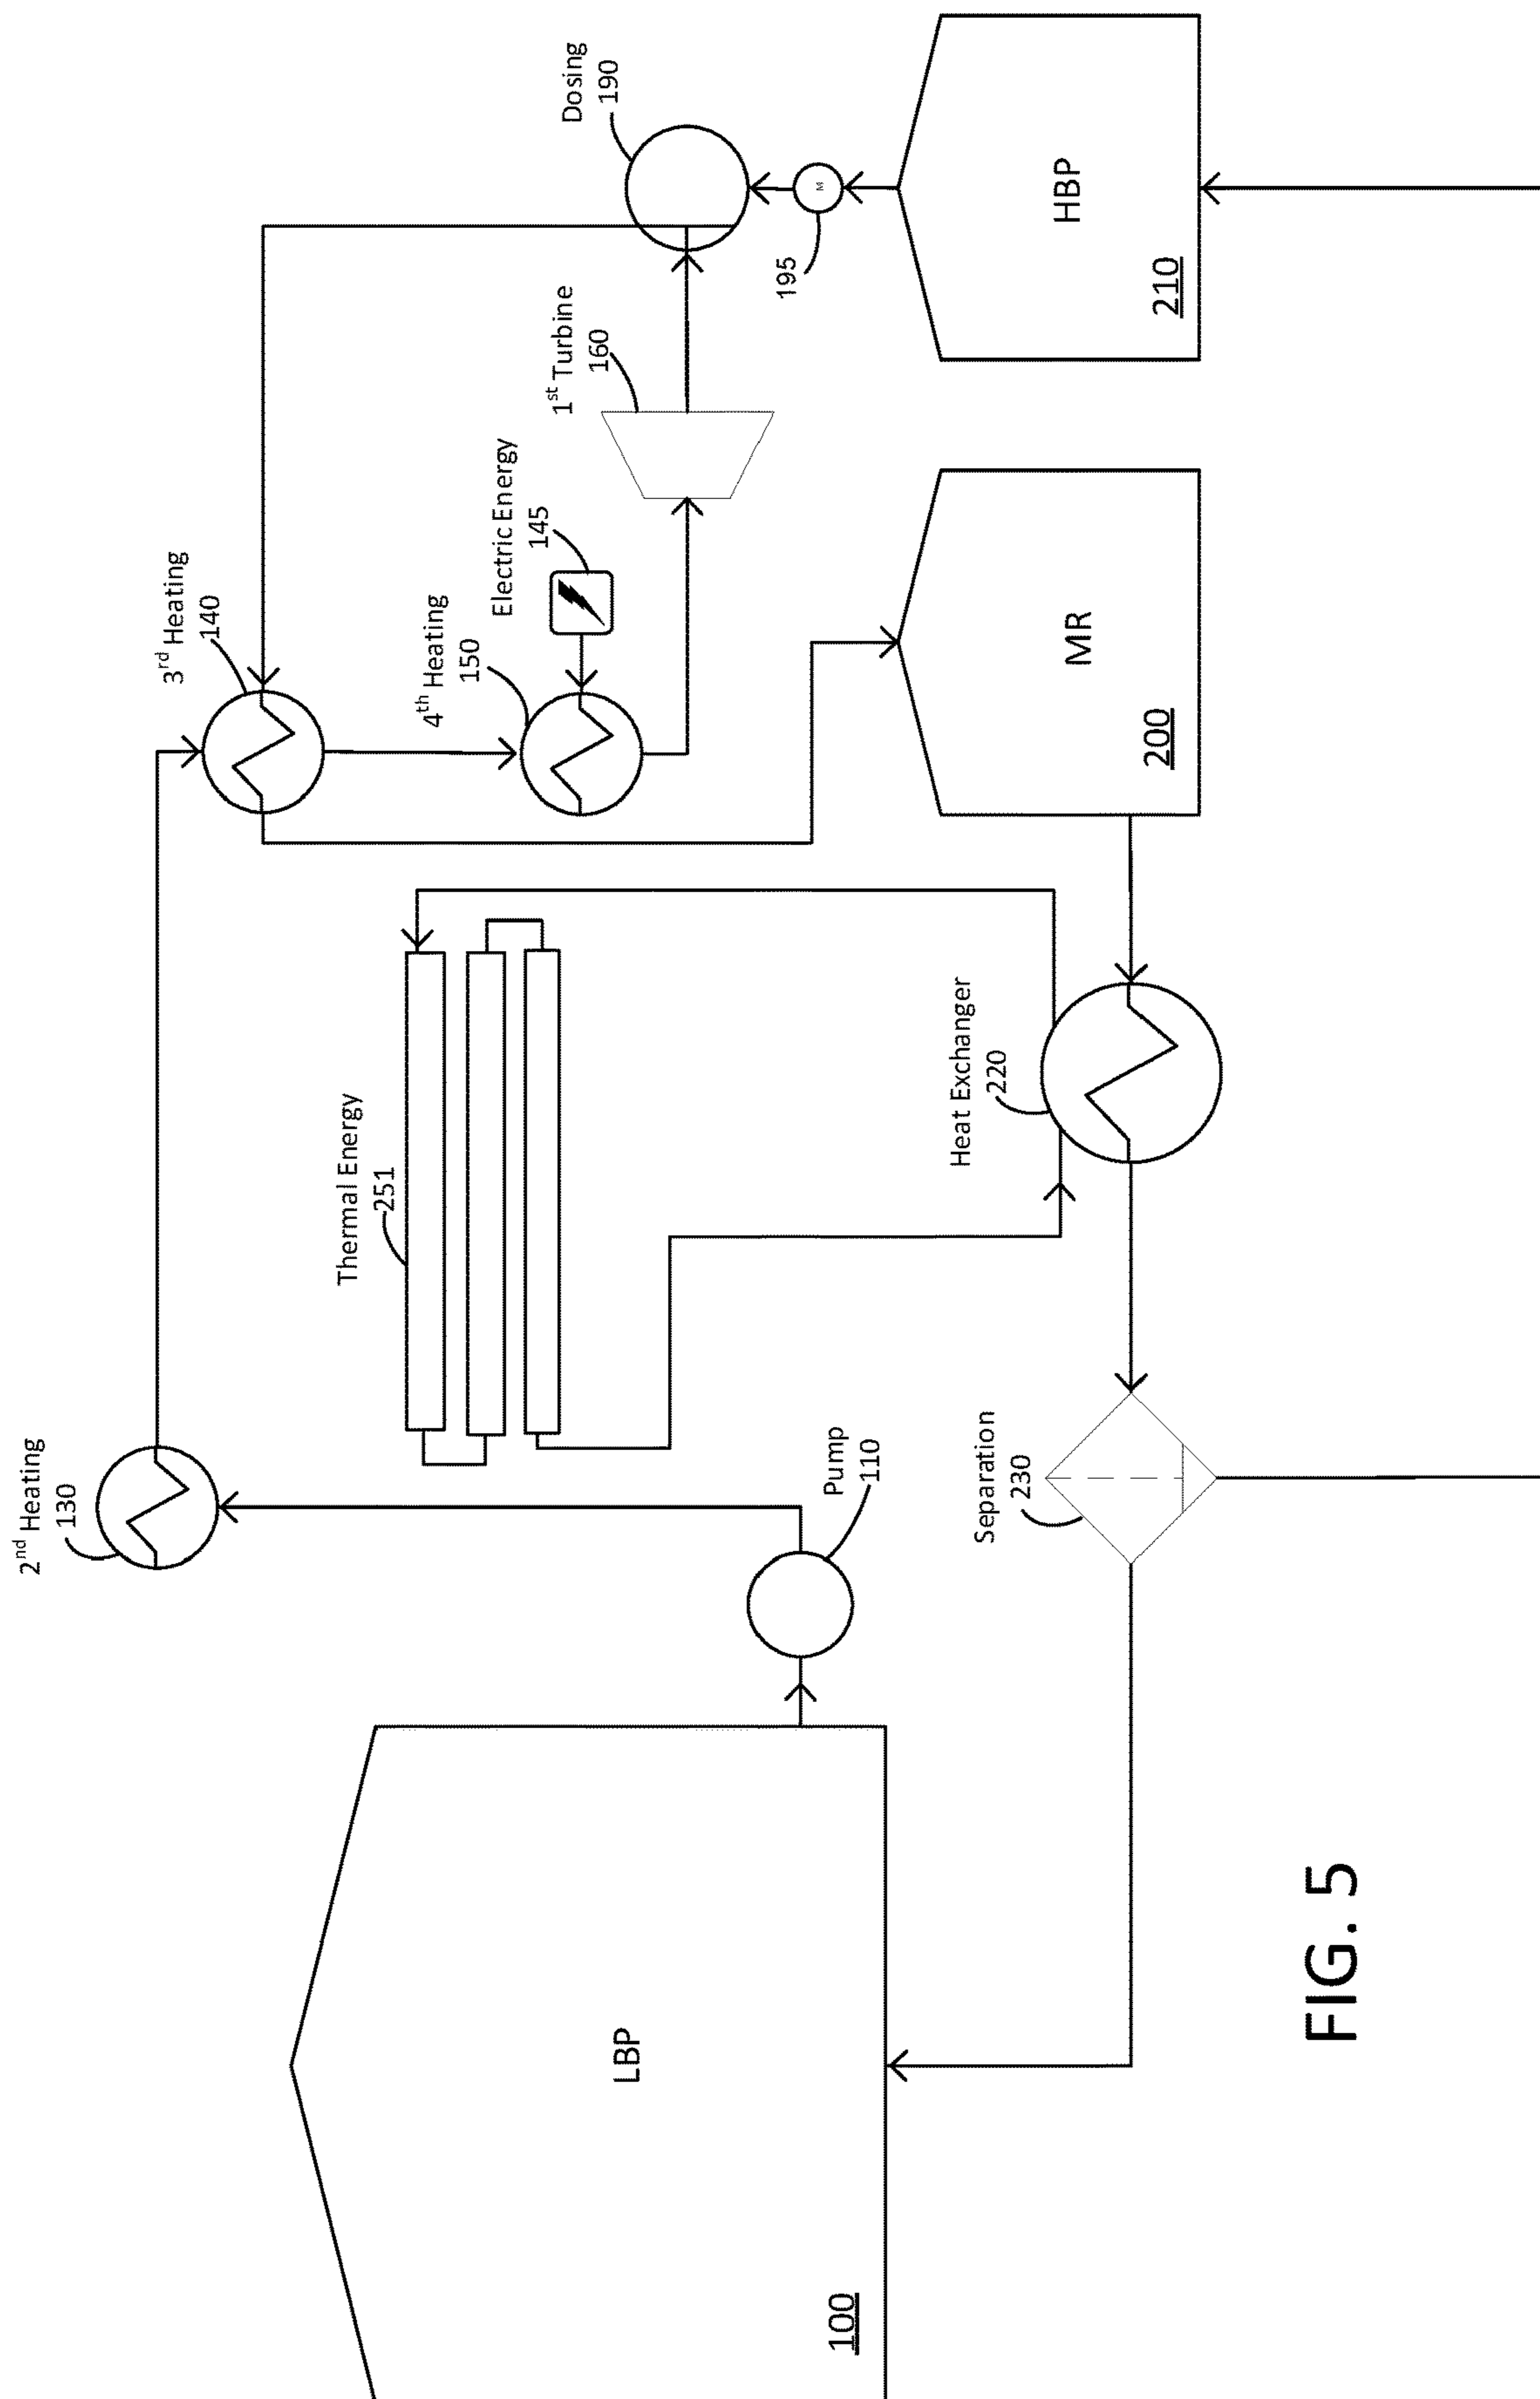 2nd Heating
130
3rd Heating
140
Thermal Energy
251
4th Heating
150
Electric Energy
145
1st Turbine
160
Dosing
190
195
M
Pump
110
LBP
100
Separation
230
Heat Exchanger
220
MR
200
HBP
210
FIG. 5